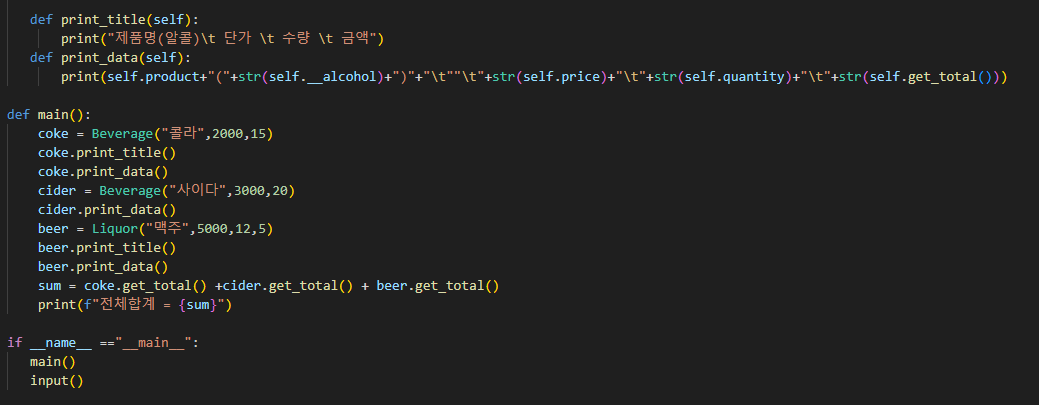 def print_title(self):
print("제품명(알콜)\t 단가 \t 수량 \t 금액")
def print_data(self):
print(self.product+"("+str(self.__alcohol)+")"+"\t""\t"+str(self.price)+"\t"+str(self.quantity)+"\t"+str(self.get_total()))
def main():
coke = Beverage("콜라",2000,15)
coke.print_title()
coke.print_data()
cider = Beverage("사이다",3000,20)
cider.print_data()
beer = Liquor("맥주",5000,12,5)
beer.print_title()
beer.print_data()
sum = coke.get_total() +cider.get_total() + beer.get_total()
print(f"전체합계 = {sum}")
if __name__ =="__main__":
main()
input()